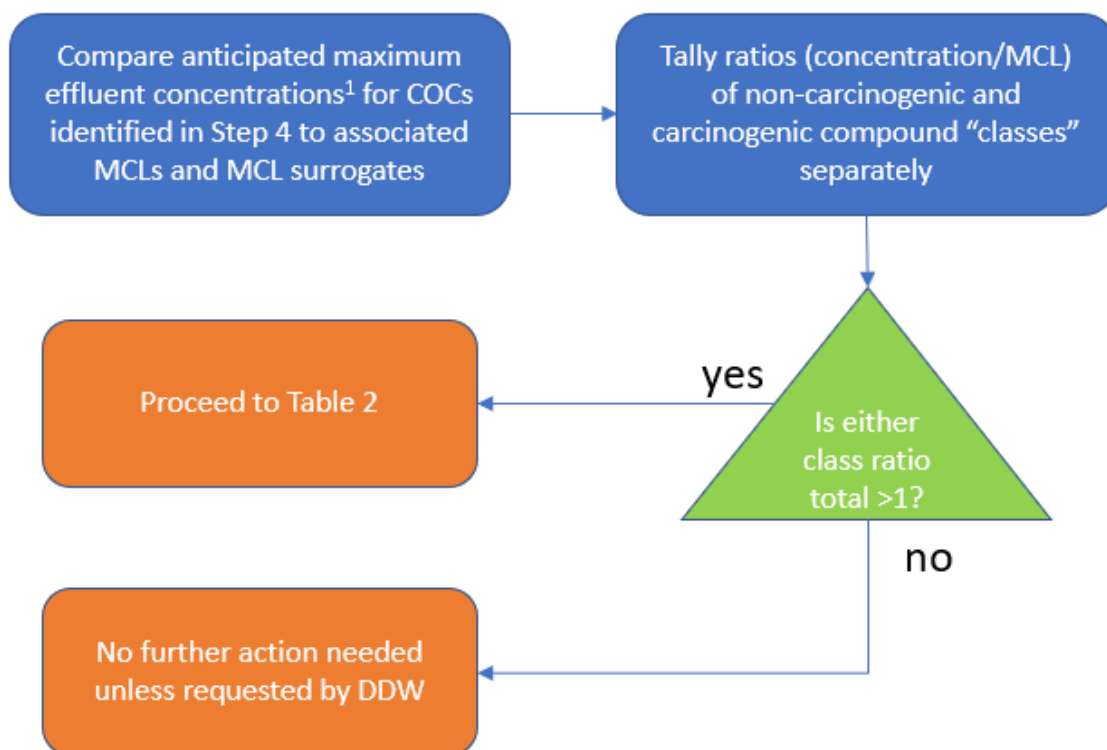 Compare anticipated maximum
effluent concentrations¹ for COCs
identified in Step 4 to associated
MCLs and MCL surrogates
Tally ratios (concentration/MCL)
of non-carcinogenic and
carcinogenic compound “classes”
separately
Is either
class ratio
total >1?
yes
Proceed to Table 2
no
No further action needed
unless requested by DDW